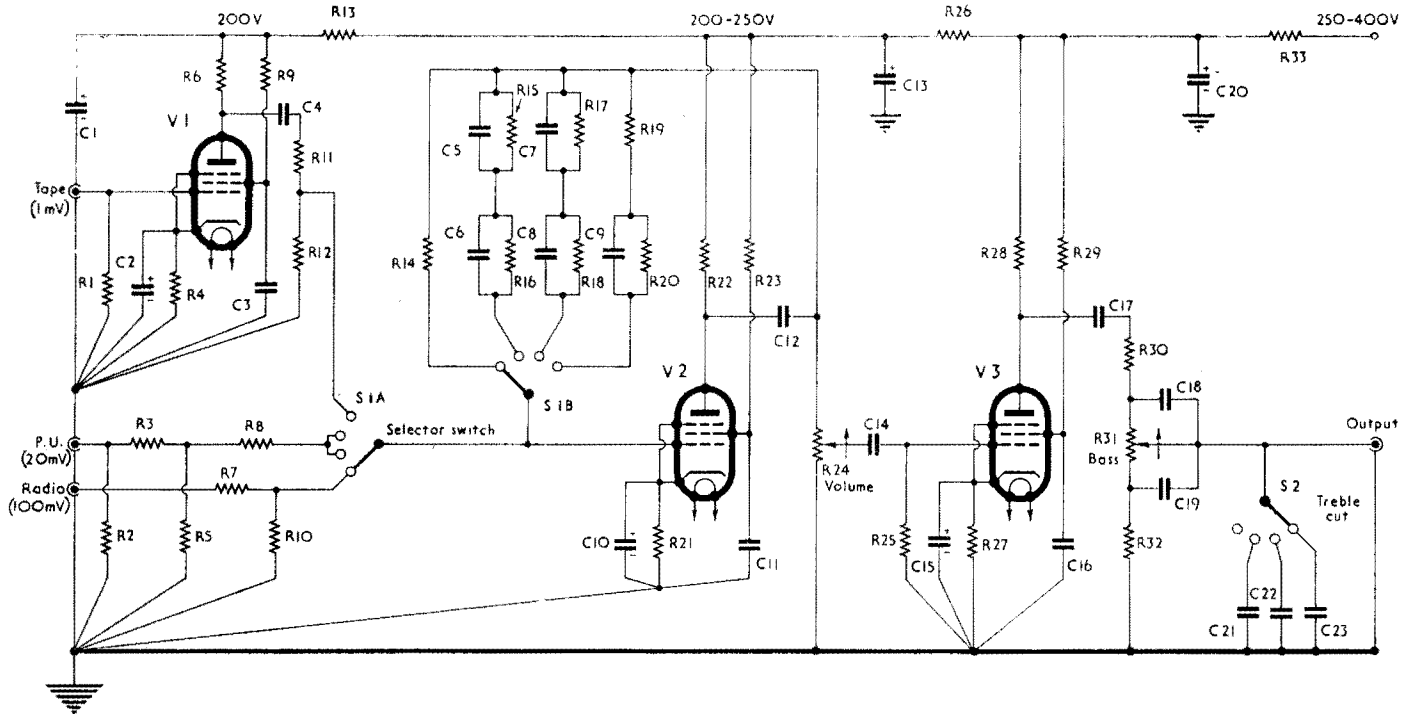 R13
R26
200V
200-250V
250-400V
R33
R6
R9
C4
R15
R17
C13
C20
C1
V1
R11
C5
C7
R19
Tape
(1mV)
C2
R12
C6
C8
C9
R1
R4
C3
R14
R16
R18
R20
R22
R23
R28
R29
C12
C17
R30
V2
V3
S1A
S1B
C18
R3
R8
Selector switch
C14
R31
Bass
Output
P.U.
(20mV)
R7
R24
Volume
C19
S2
Treble
cut
Radio
(100mV)
R2
R5
R10
C10
R21
C11
R25
C15
R27
C16
R32
C22
C21
C23